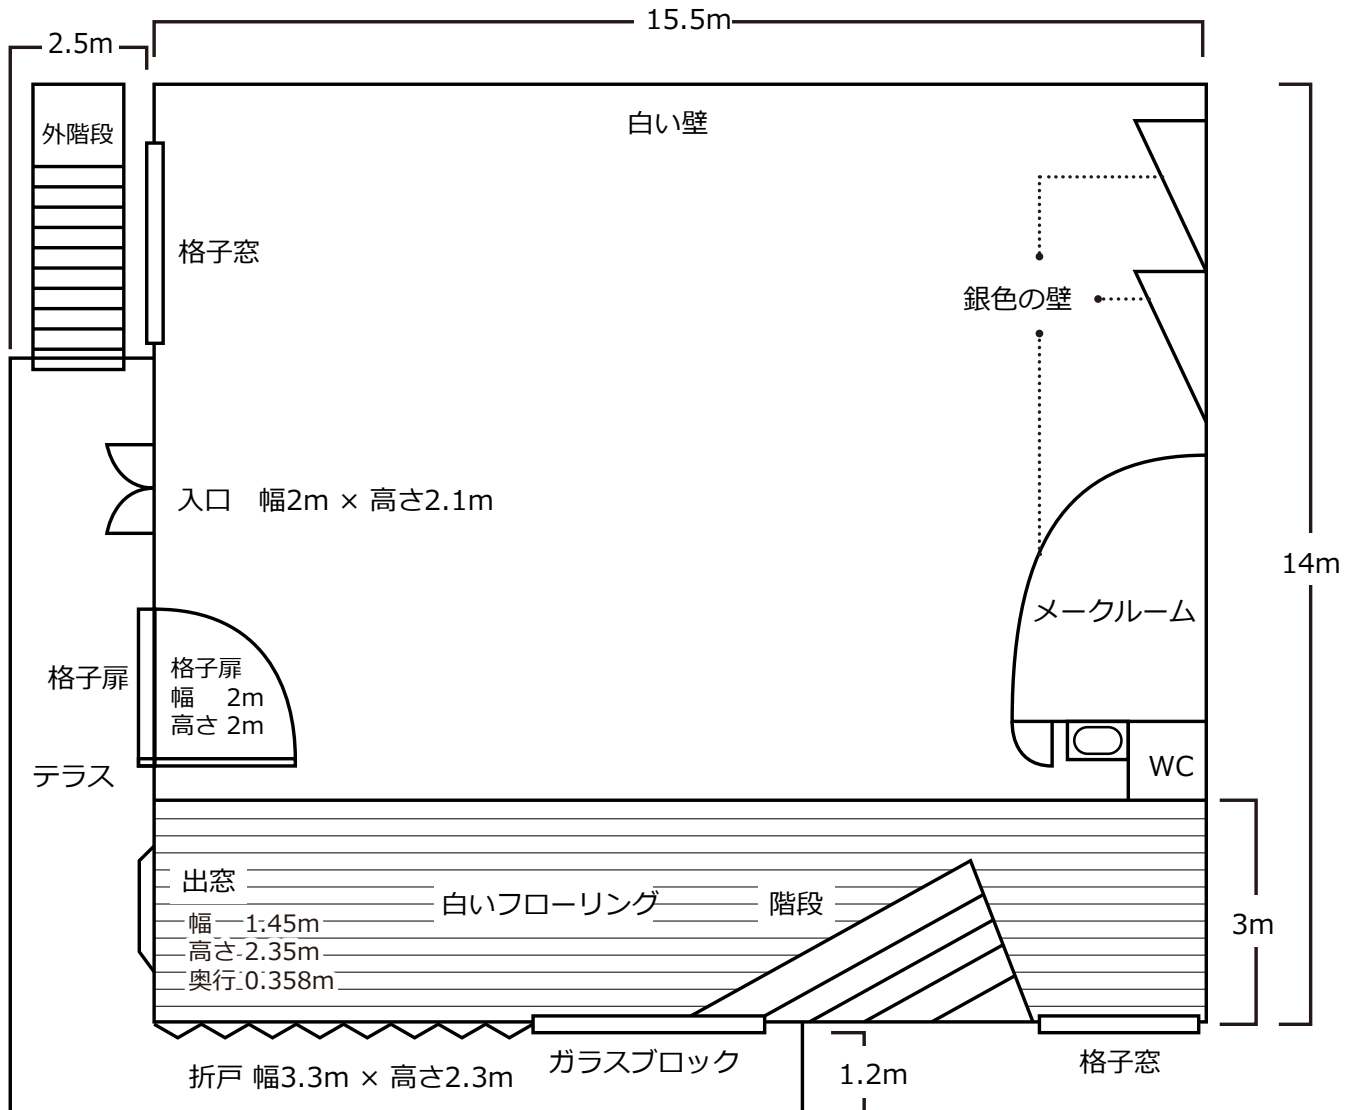 15.5m
2.5m
白い壁
外階段
格子窓
銀色の壁
入口　幅2m × 高さ2.1m
14m
メークルーム
格子扉
格子扉
幅　2m
高さ 2m
テラス
WC
出窓
白いフローリング
階段
幅　1.45m
高さ 2.35m
奥行 0.358m
3m
ガラスブロック
格子窓
折戸 幅3.3m × 高さ2.3m
1.2m